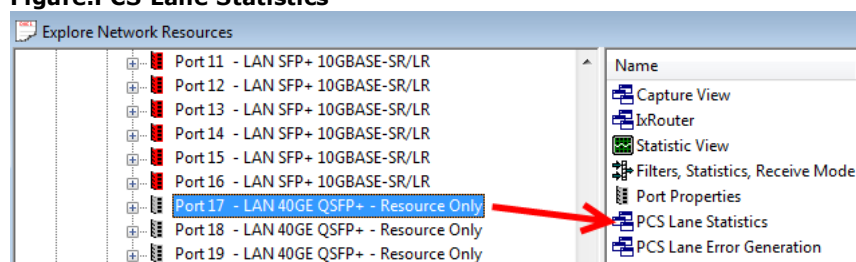 Figure:PCS Lane Statistics
Explore Network Resources
Port 11 - LAN SFP+ 10GBASE-SR/LR
Port 12 - LAN SFP+ 10GBASE-SR/LR
Port 13 - LAN SFP+ 10GBASE-SR/LR
Port 14 - LAN SFP+ 10GBASE-SR/LR
Port 15 - LAN SFP+ 10GBASE-SR/LR
Port 16 - LAN SFP+ 10GBASE-SR/LR
Port 17 - LAN 40GE QSFP+ - Resource Only
Port 18 - LAN 40GE QSFP+ - Resource Only
Port 19 - LAN 40GE QSFP+ - Resource Only
Name
Capture View
IxRouter
Statistic View
Filters, Statistics, Receive Mode
Port Properties
PCS Lane Statistics
PCS Lane Error Generation